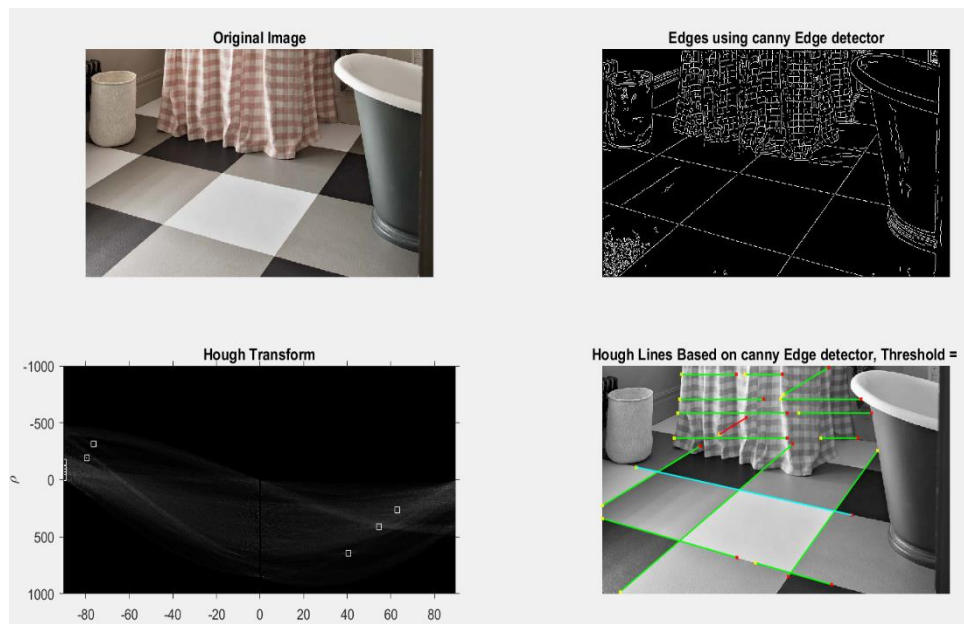 Original Image
Edges using canny Edge detector
Hough Transform
-1000
-500
0
500
1000
ρ
-80
-60
-40
-20
0
20
40
60
80
Hough Lines Based on canny Edge detector, Threshold =